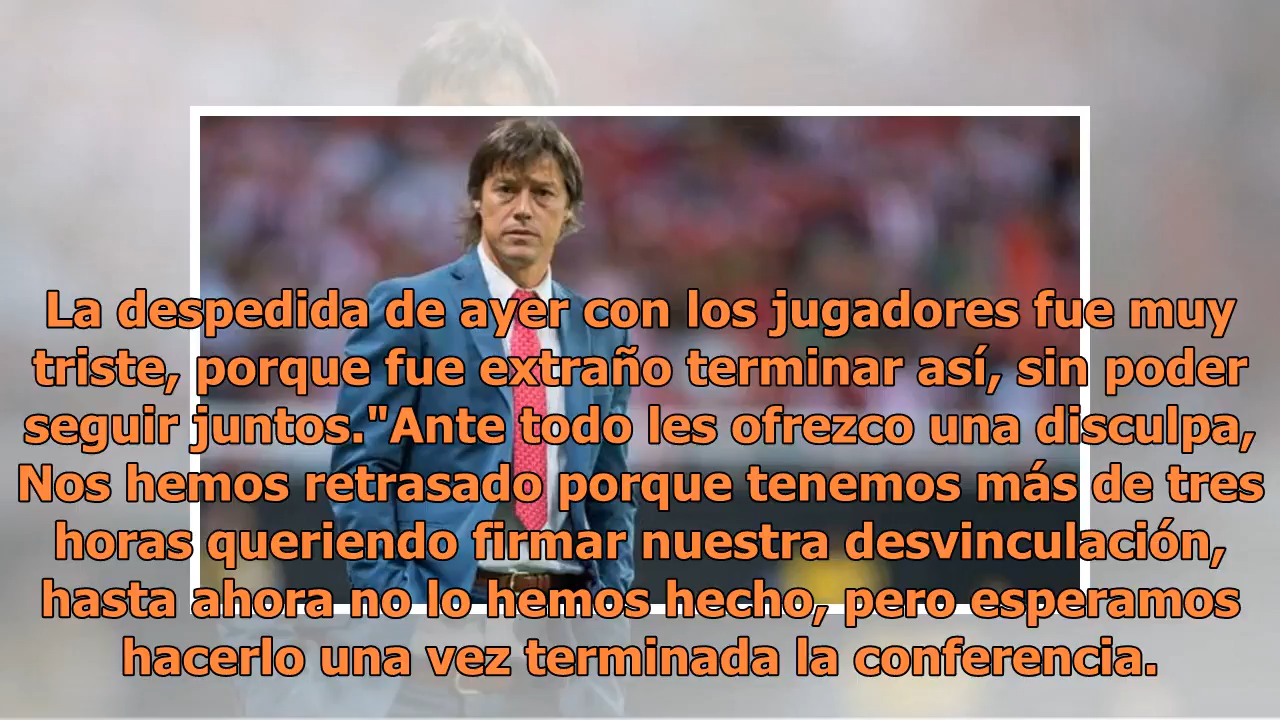 La despedida de ayer con los jugadores fue muy
triste, porque fue extraño terminar así, sin poder
seguir juntos."Ante todo les ofrezco una disculpa,
Nos hemos retrasado porque tenemos más de tres
horas queriendo firmar nuestra desvinculación,
hasta ahora no lo hemos hecho, pero esperamos
hacerlo una vez terminada la conferencia.